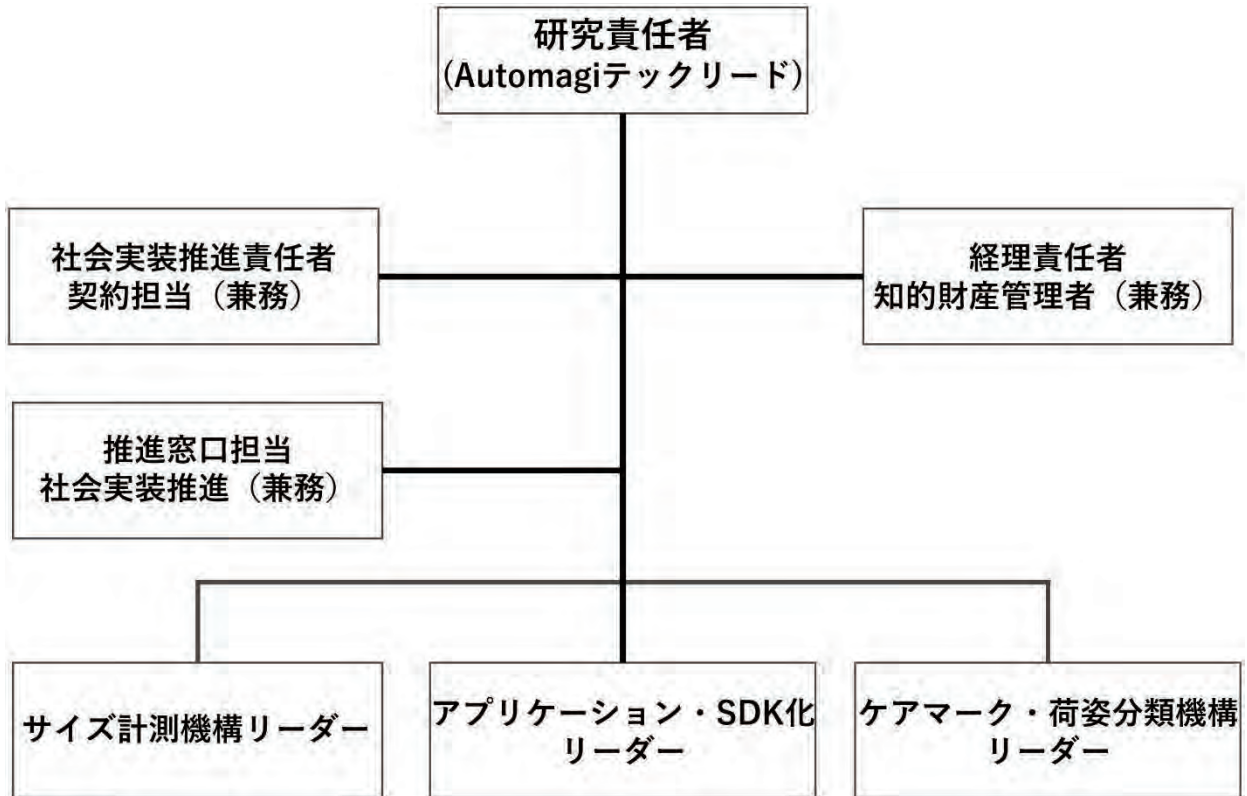 研究責任者
(Automagiテックリード)
社会実装推進責任者
契約担当（兼務）
経理責任者
知的財産管理者（兼務）
推進窓口担当
社会実装推進（兼務）
サイズ計測機構リーダー
アプリケーション・SDK化
リーダー
ケアマーク・荷姿分類機構
リーダー